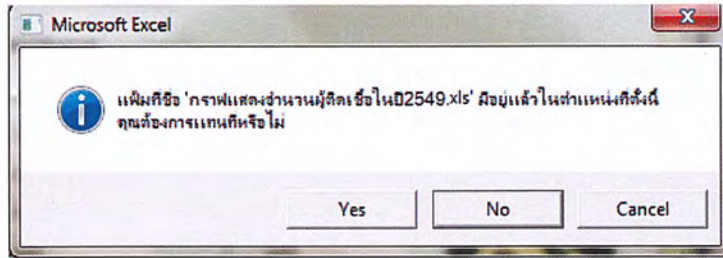 Microsoft Excel
แฟ้มที่ชื่อ 'กราฟแสดงจำนวนผู้ติดเชื้อในปี2549.xls' มีอยู่แล้วในตำแหน่งที่ตั้งนี้
คุณต้องการแทนที่หรือไม่
Yes
No
Cancel